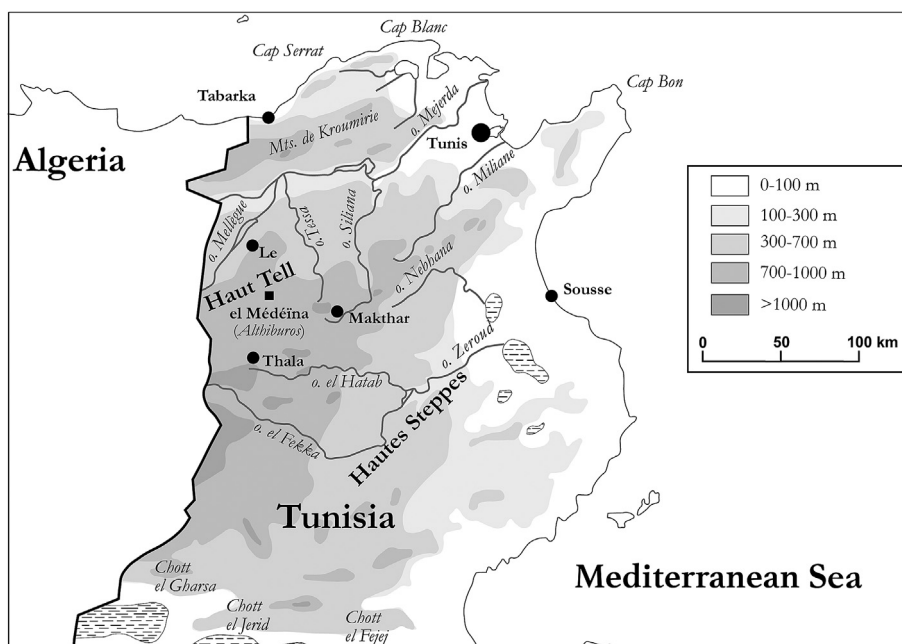 Cap Blanc
Cap Serrat
Cap Bon
Tabarka
o. Mejerda
Mts. de Kroumirie
Tunis
Algeria
o. Miliane
o. Mellègue
o.Tessa
o. Siliana
Le
o. Nebhana
Haut Tell
el Médéïna
(Althiburos)
Makthar
Sousse
Thala
o. Zeroud
o. el Hatab
o. el Fekka
Hautes Steppes
Tunisia
Mediterranean Sea
Chott
el Gharsa
Chott
el Jerid
Chott
el Fejej
0-100 m
100-300 m
300-700 m
700-1000 m
>1000 m
0 50 100 km